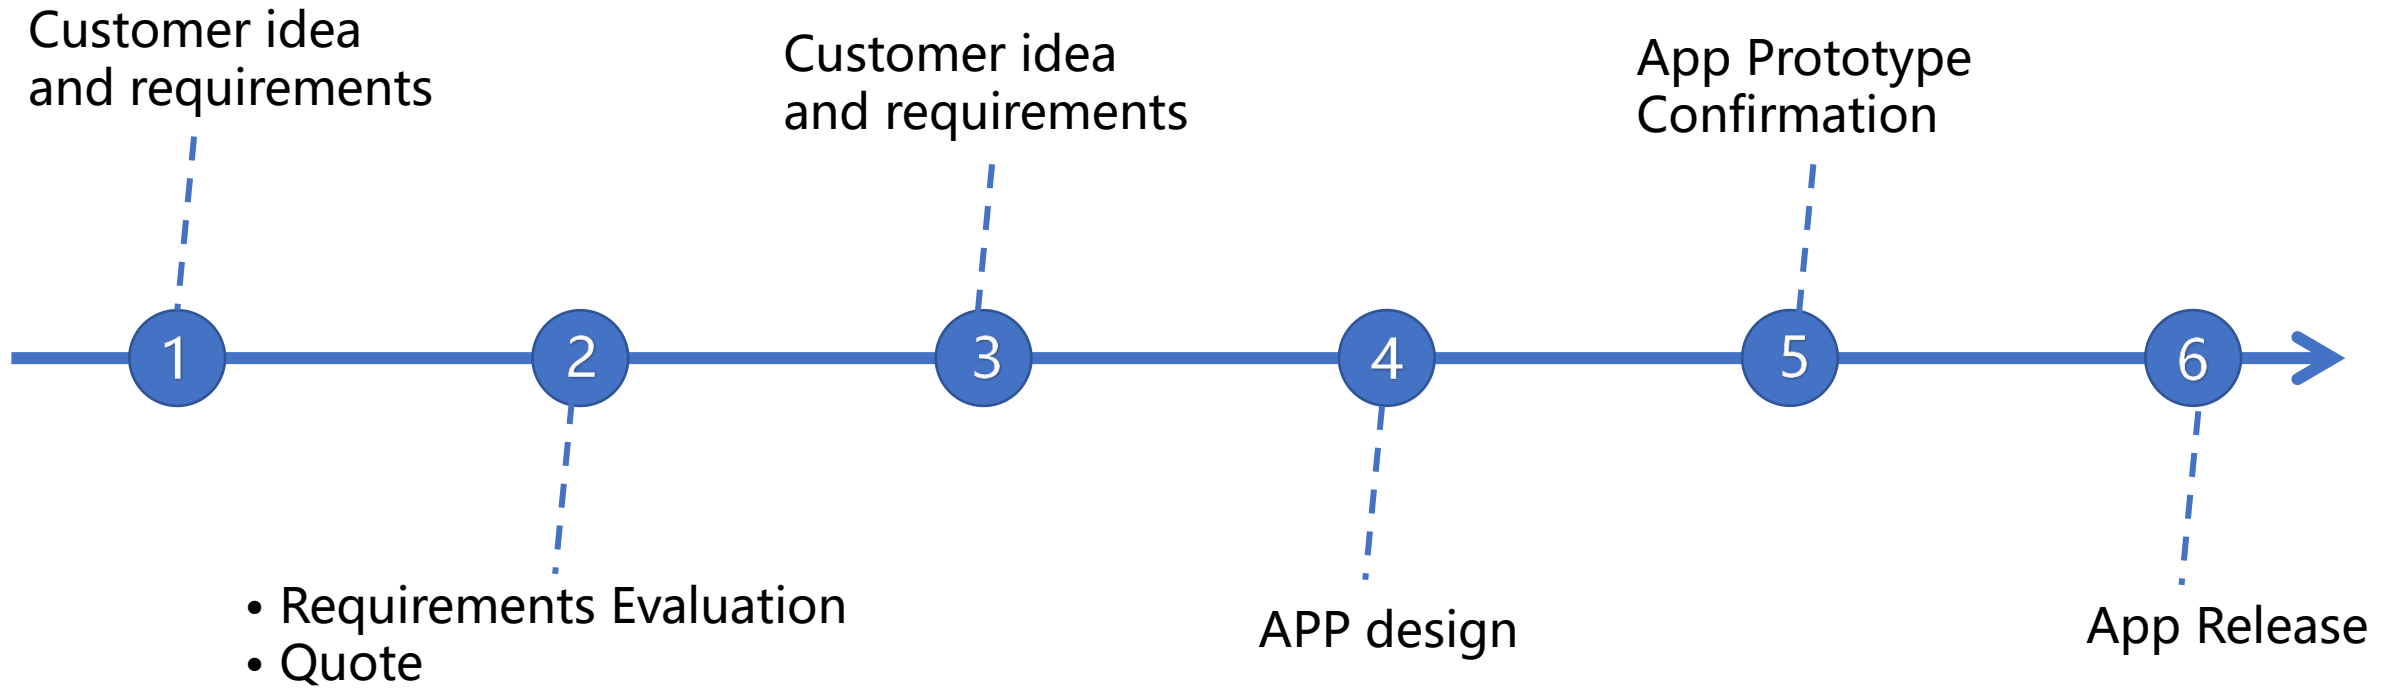 Customer idea
and requirements
Customer idea
and requirements
App Prototype
Confirmation
1
2
3
4
5
6
• Requirements Evaluation
• Quote
APP design
App Release